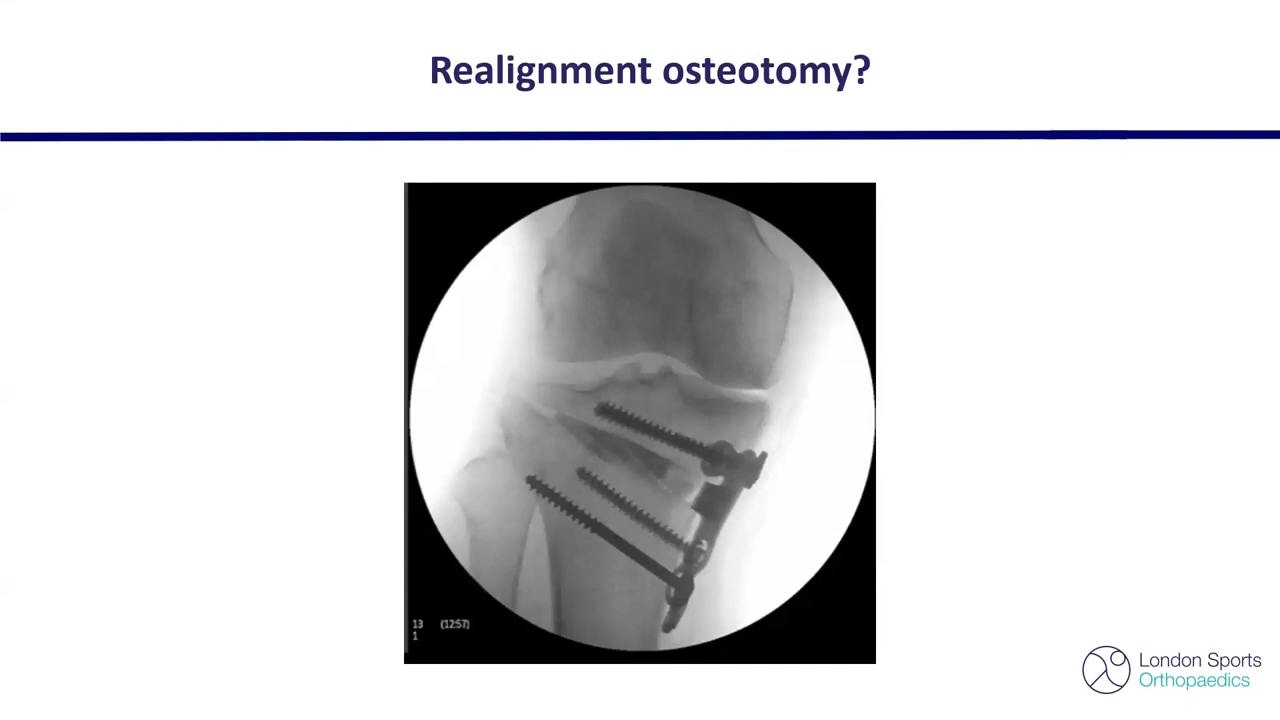 Realignment osteotomy?
13 (12:57)
1
London Sports
Orthopaedics